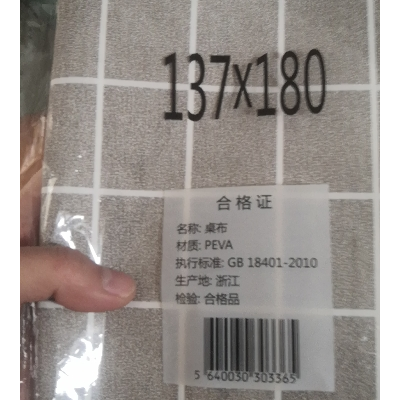 137x180
合格证
名称: 桌布
材质: PEVA
执行标准: GB 18401-2010
生产地: 浙江
检验: 合格品
5 640030 303365